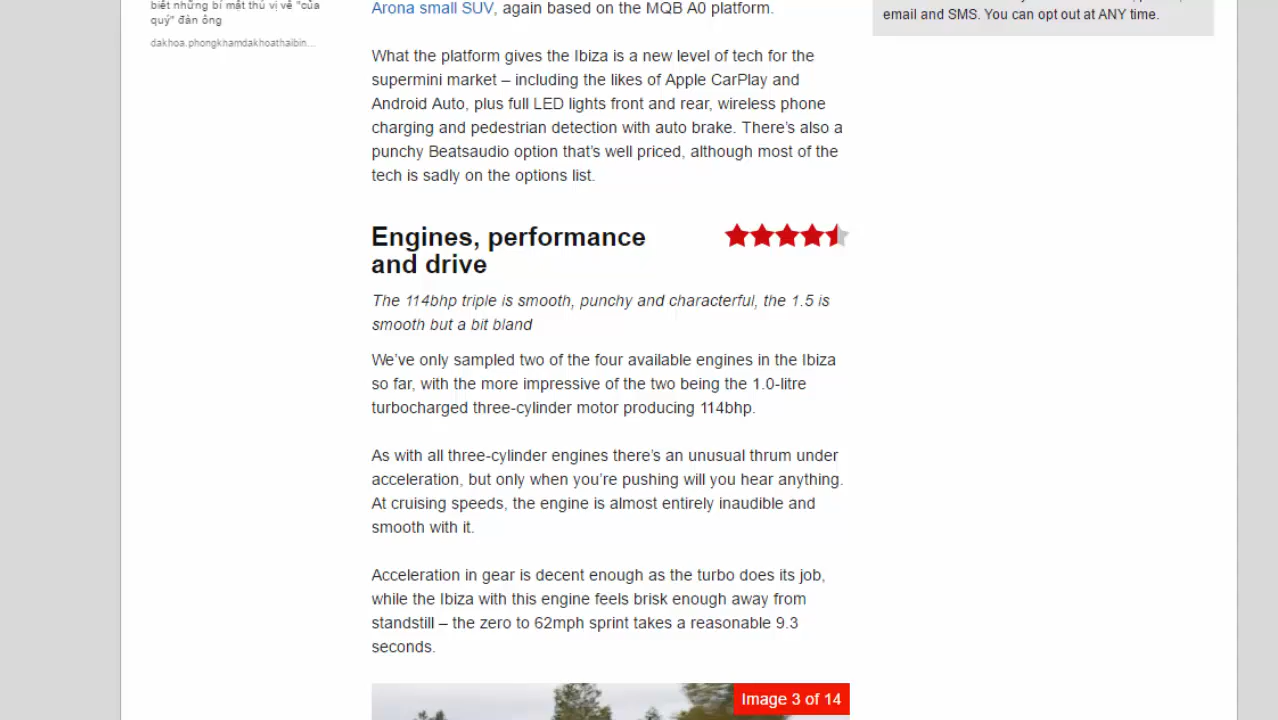 biết những bí mật thú vị về "của
quý" đàn ông
dakhoa.phongkhamdakhoathaibin...
Arona small SUV, again based on the MQB A0 platform.
What the platform gives the Ibiza is a new level of tech for the
supermini market – including the likes of Apple CarPlay and
Android Auto, plus full LED lights front and rear, wireless phone
charging and pedestrian detection with auto brake. There's also a
punchy Beatsaudio option that's well priced, although most of the
tech is sadly on the options list.
Engines, performance
and drive
The 114bhp triple is smooth, punchy and characterful, the 1.5 is
smooth but a bit bland
We've only sampled two of the four available engines in the Ibiza
so far, with the more impressive of the two being the 1.0-litre
turbocharged three-cylinder motor producing 114bhp.
As with all three-cylinder engines there's an unusual thrum under
acceleration, but only when you're pushing will you hear anything.
At cruising speeds, the engine is almost entirely inaudible and
smooth with it.
Acceleration in gear is decent enough as the turbo does its job,
while the Ibiza with this engine feels brisk enough away from
standstill – the zero to 62mph sprint takes a reasonable 9.3
seconds.
Image 3 of 14
email and SMS. You can opt out at ANY time.